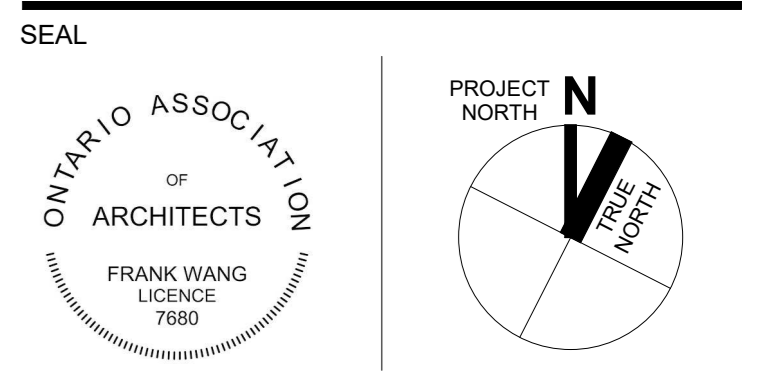 SEAL
ONTARIO ASSOCIATION
OF
ARCHITECTS
FRANK WANG
LICENCE
7680
PROJECT
NORTH
N
TRUE
NORTH